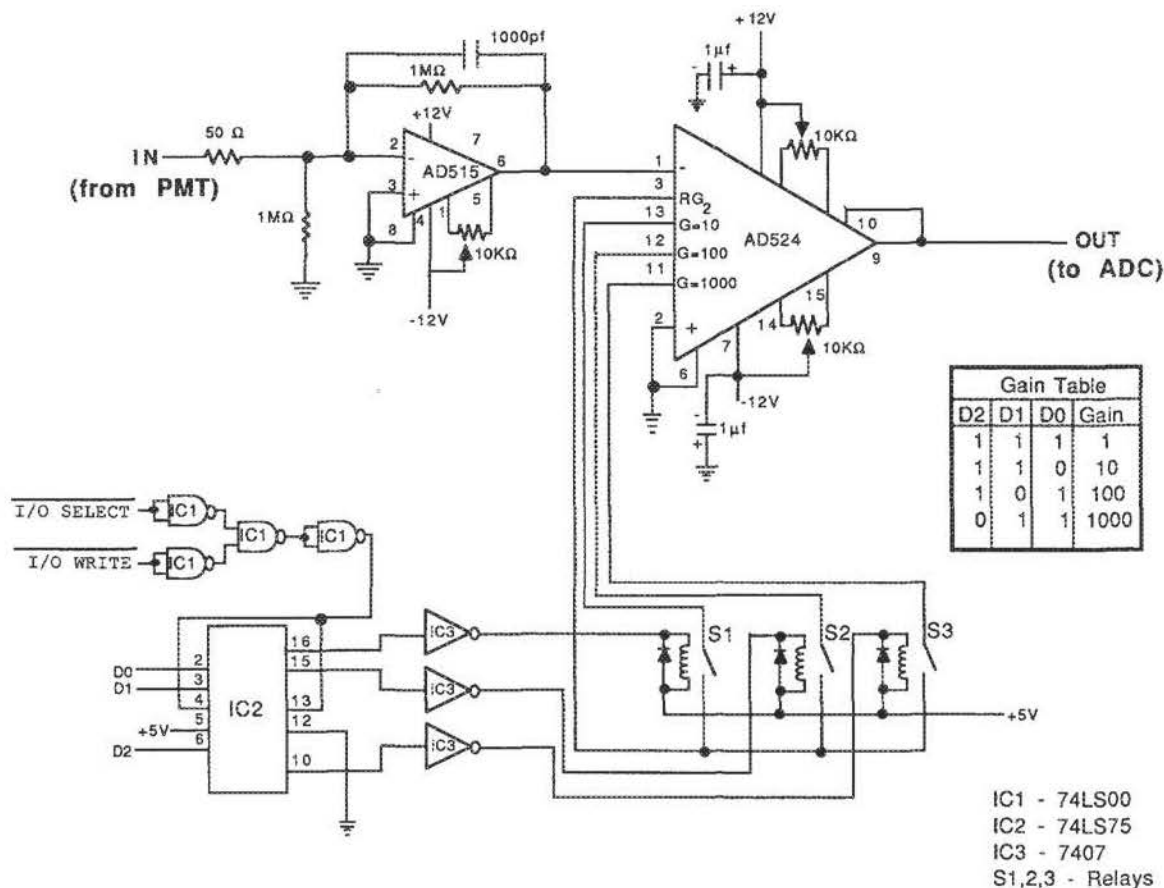 1000pf
1MΩ
+12V
50 Ω
IN
(from PMT)
1MΩ
2
-
7
AD515
6
3
+
4
1
5
8
10KΩ
-12V
+12V
1µf
-
+
10KΩ
1
-
3
RG2
13
G=10
12
G=100
11
G=1000
AD524
10
9
OUT
(to ADC)
2
+
6
7
14
15
10KΩ
-12V
-
+
1µf
Gain Table
D2 D1 D0 Gain
1 1 1 1
1 1 0 10
1 0 1 100
0 1 1 1000
I/O SELECT
IC1
IC1
IC1
I/O WRITE
IC1
D0
2
D1
3
4
+5V
5
D2
6
IC2
16
15
13
12
10
IC3
IC3
IC3
S1
S2
S3
+5V
IC1 - 74LS00
IC2 - 74LS75
IC3 - 7407
S1,2,3 - Relays